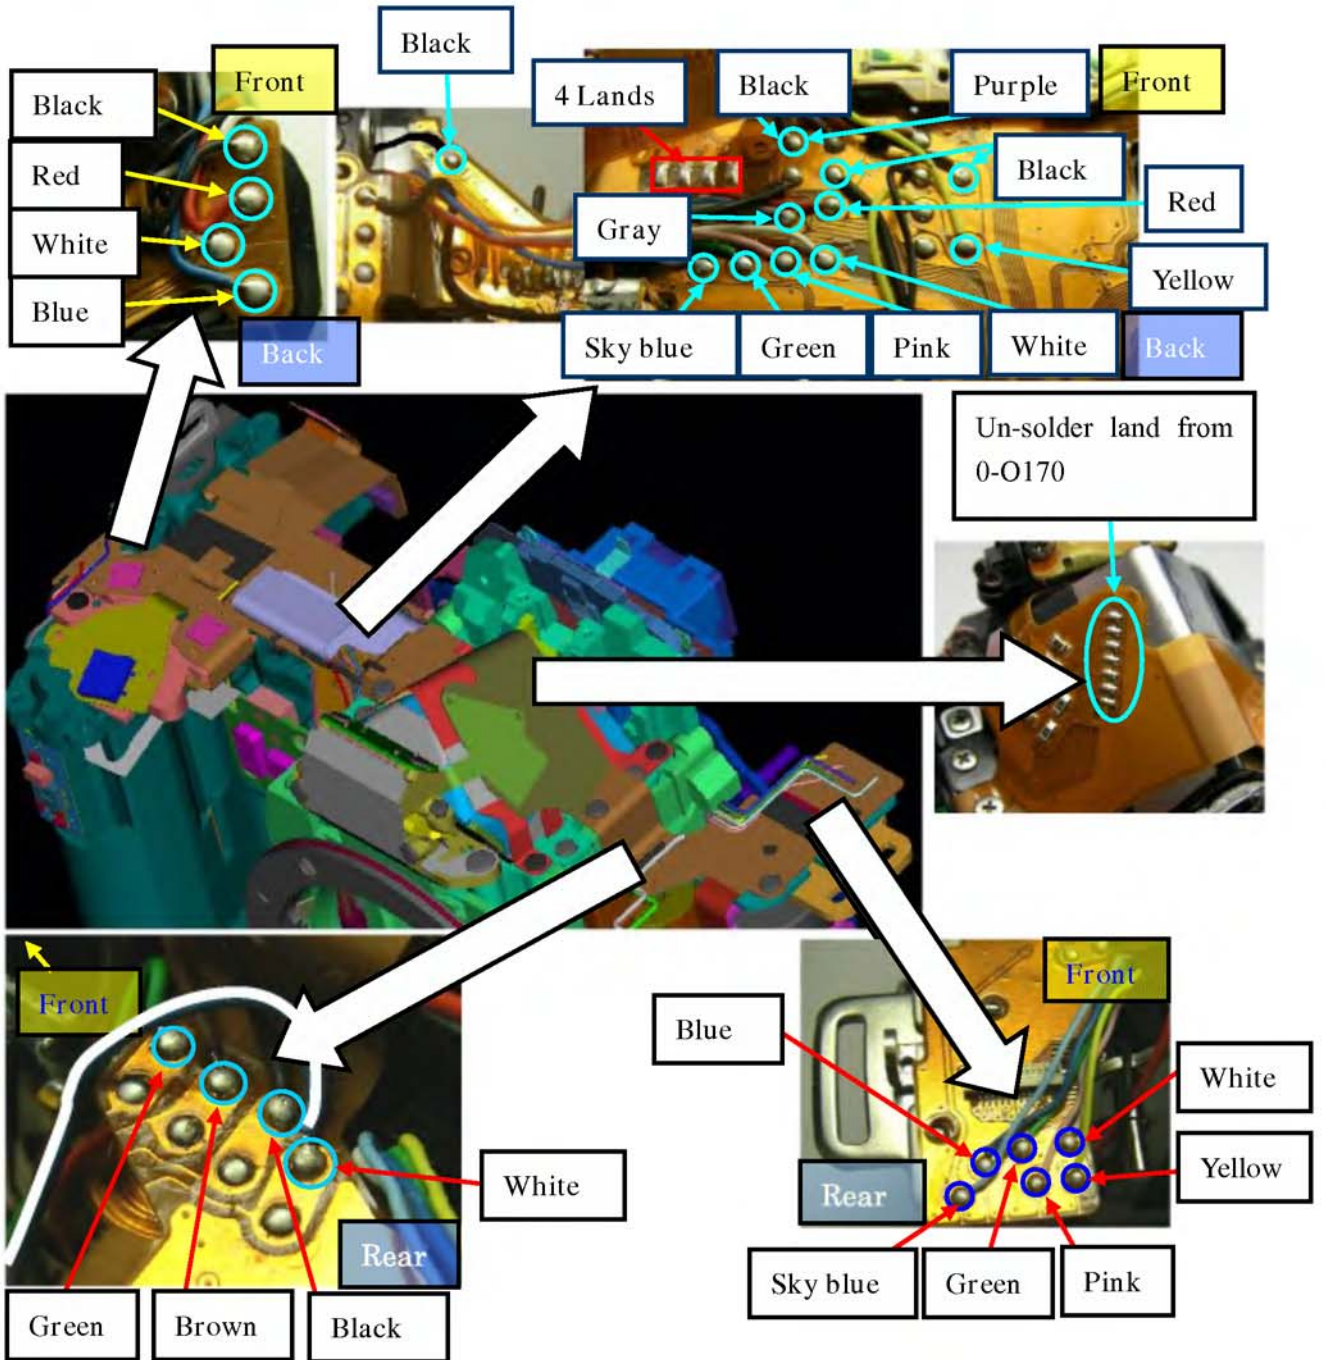 Black
Front
Black
4 Lands
Black
Purple
Front
Red
Black
Red
White
Gray
Yellow
Blue
Back
Sky blue
Green
Pink
White
Back
Un-solder land from
0-O170
Front
Front
Blue
White
White
Yellow
Rear
Rear
Sky blue
Green
Pink
Green
Brown
Black